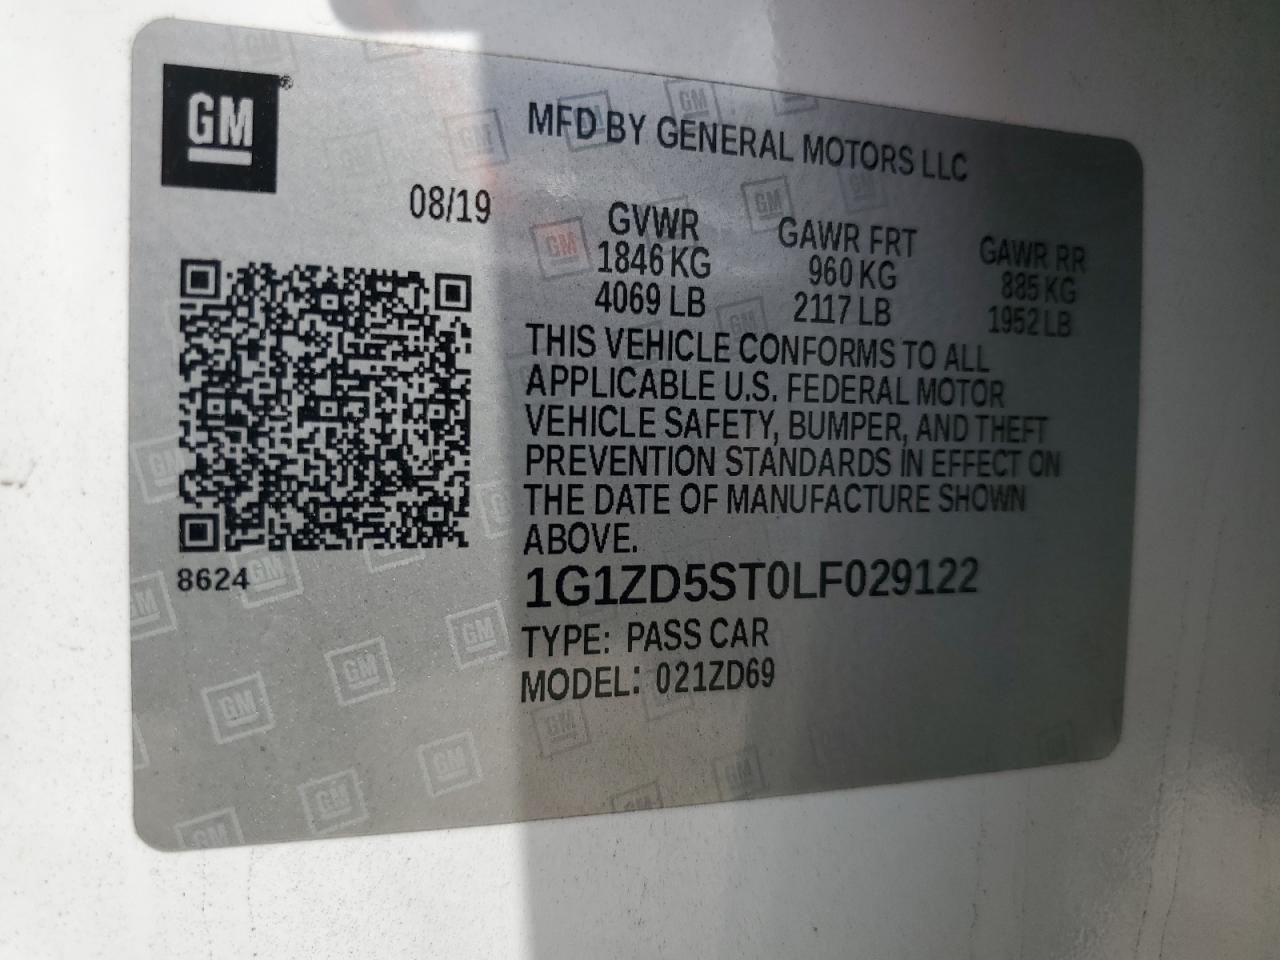 GM®
MFD BY GENERAL MOTORS LLC
08/19
GVWR GAWR FRT GAWR RR
1846 KG 960 KG 885 KG
4069 LB 2117 LB 1952 LB
THIS VEHICLE CONFORMS TO ALL
APPLICABLE U.S. FEDERAL MOTOR
VEHICLE SAFETY, BUMPER, AND THEFT
PREVENTION STANDARDS IN EFFECT ON
THE DATE OF MANUFACTURE SHOWN
ABOVE.
8624
1G1ZD5ST0LF029122
TYPE: PASS CAR
MODEL: 021ZD69